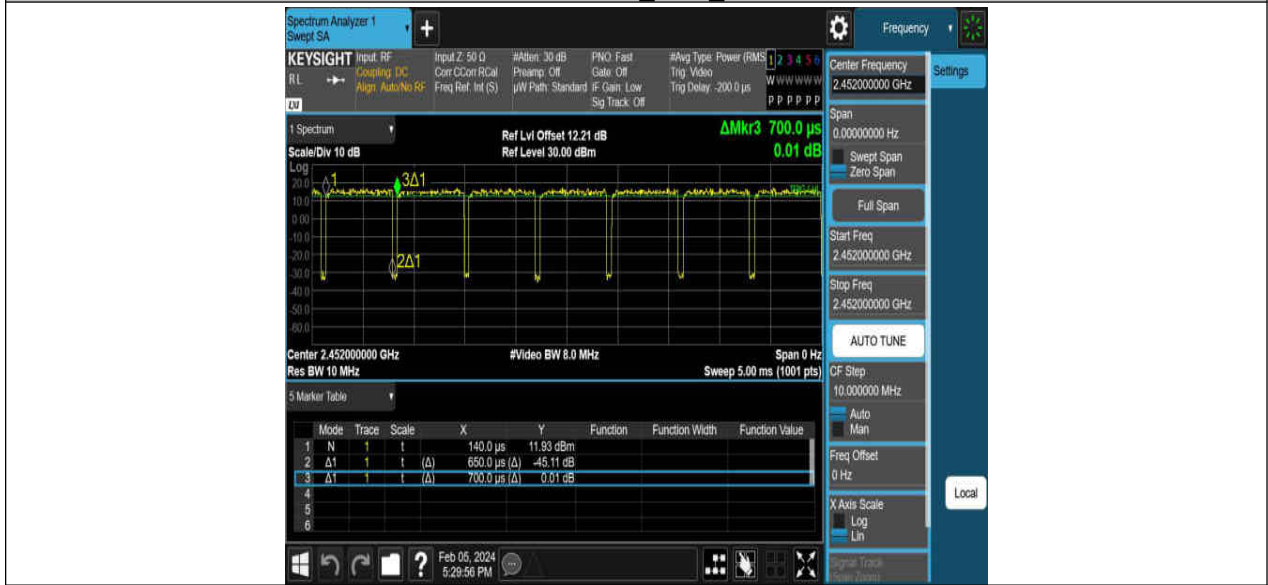 Spectrum Analyzer 1
Swept SA
+
Frequency
KEYSIGHT
RL
LXI
Input: RF
Coupling: DC
Align: Auto/No RF
Input Z: 50 Ω
Corr CCorr RCal
Freq Ref: Int (S)
#Atten: 30 dB
Preamp: Off
µW Path: Standard
PNO: Fast
Gate: Off
IF Gain: Low
Sig Track: Off
#Avg Type: Power (RMS
Trig: Video
Trig Delay: -200.0 µs
1 2 3 4 5 6
W W W W W W
P P P P P P
1 Spectrum
Scale/Div 10 dB
Ref Lvl Offset 12.21 dB
Ref Level 30.00 dBm
ΔMkr3 700.0 µs
0.01 dB
Log
20.0
10.0
0.00
-10.0
-20.0
-30.0
-40.0
-50.0
-60.0
1
3Δ1
2Δ1
Center 2.452000000 GHz
Res BW 10 MHz
#Video BW 8.0 MHz
Span 0 Hz
Sweep 5.00 ms (1001 pts)
5 Marker Table
Mode Trace Scale X Y Function Function Width Function Value
1 N 1 t 140.0 µs 11.93 dBm
2 Δ1 1 t (Δ) 650.0 µs (Δ) -45.11 dB
3 Δ1 1 t (Δ) 700.0 µs (Δ) 0.01 dB
4
5
6
?
Feb 05, 2024
5:29:56 PM
Center Frequency
2.452000000 GHz
Settings
Span
0.00000000 Hz
Swept Span
Zero Span
Full Span
Start Freq
2.452000000 GHz
Stop Freq
2.452000000 GHz
AUTO TUNE
CF Step
10.000000 MHz
Auto
Man
Freq Offset
0 Hz
X Axis Scale
Log
Lin
Signal Track
(Span Zoom)
Local